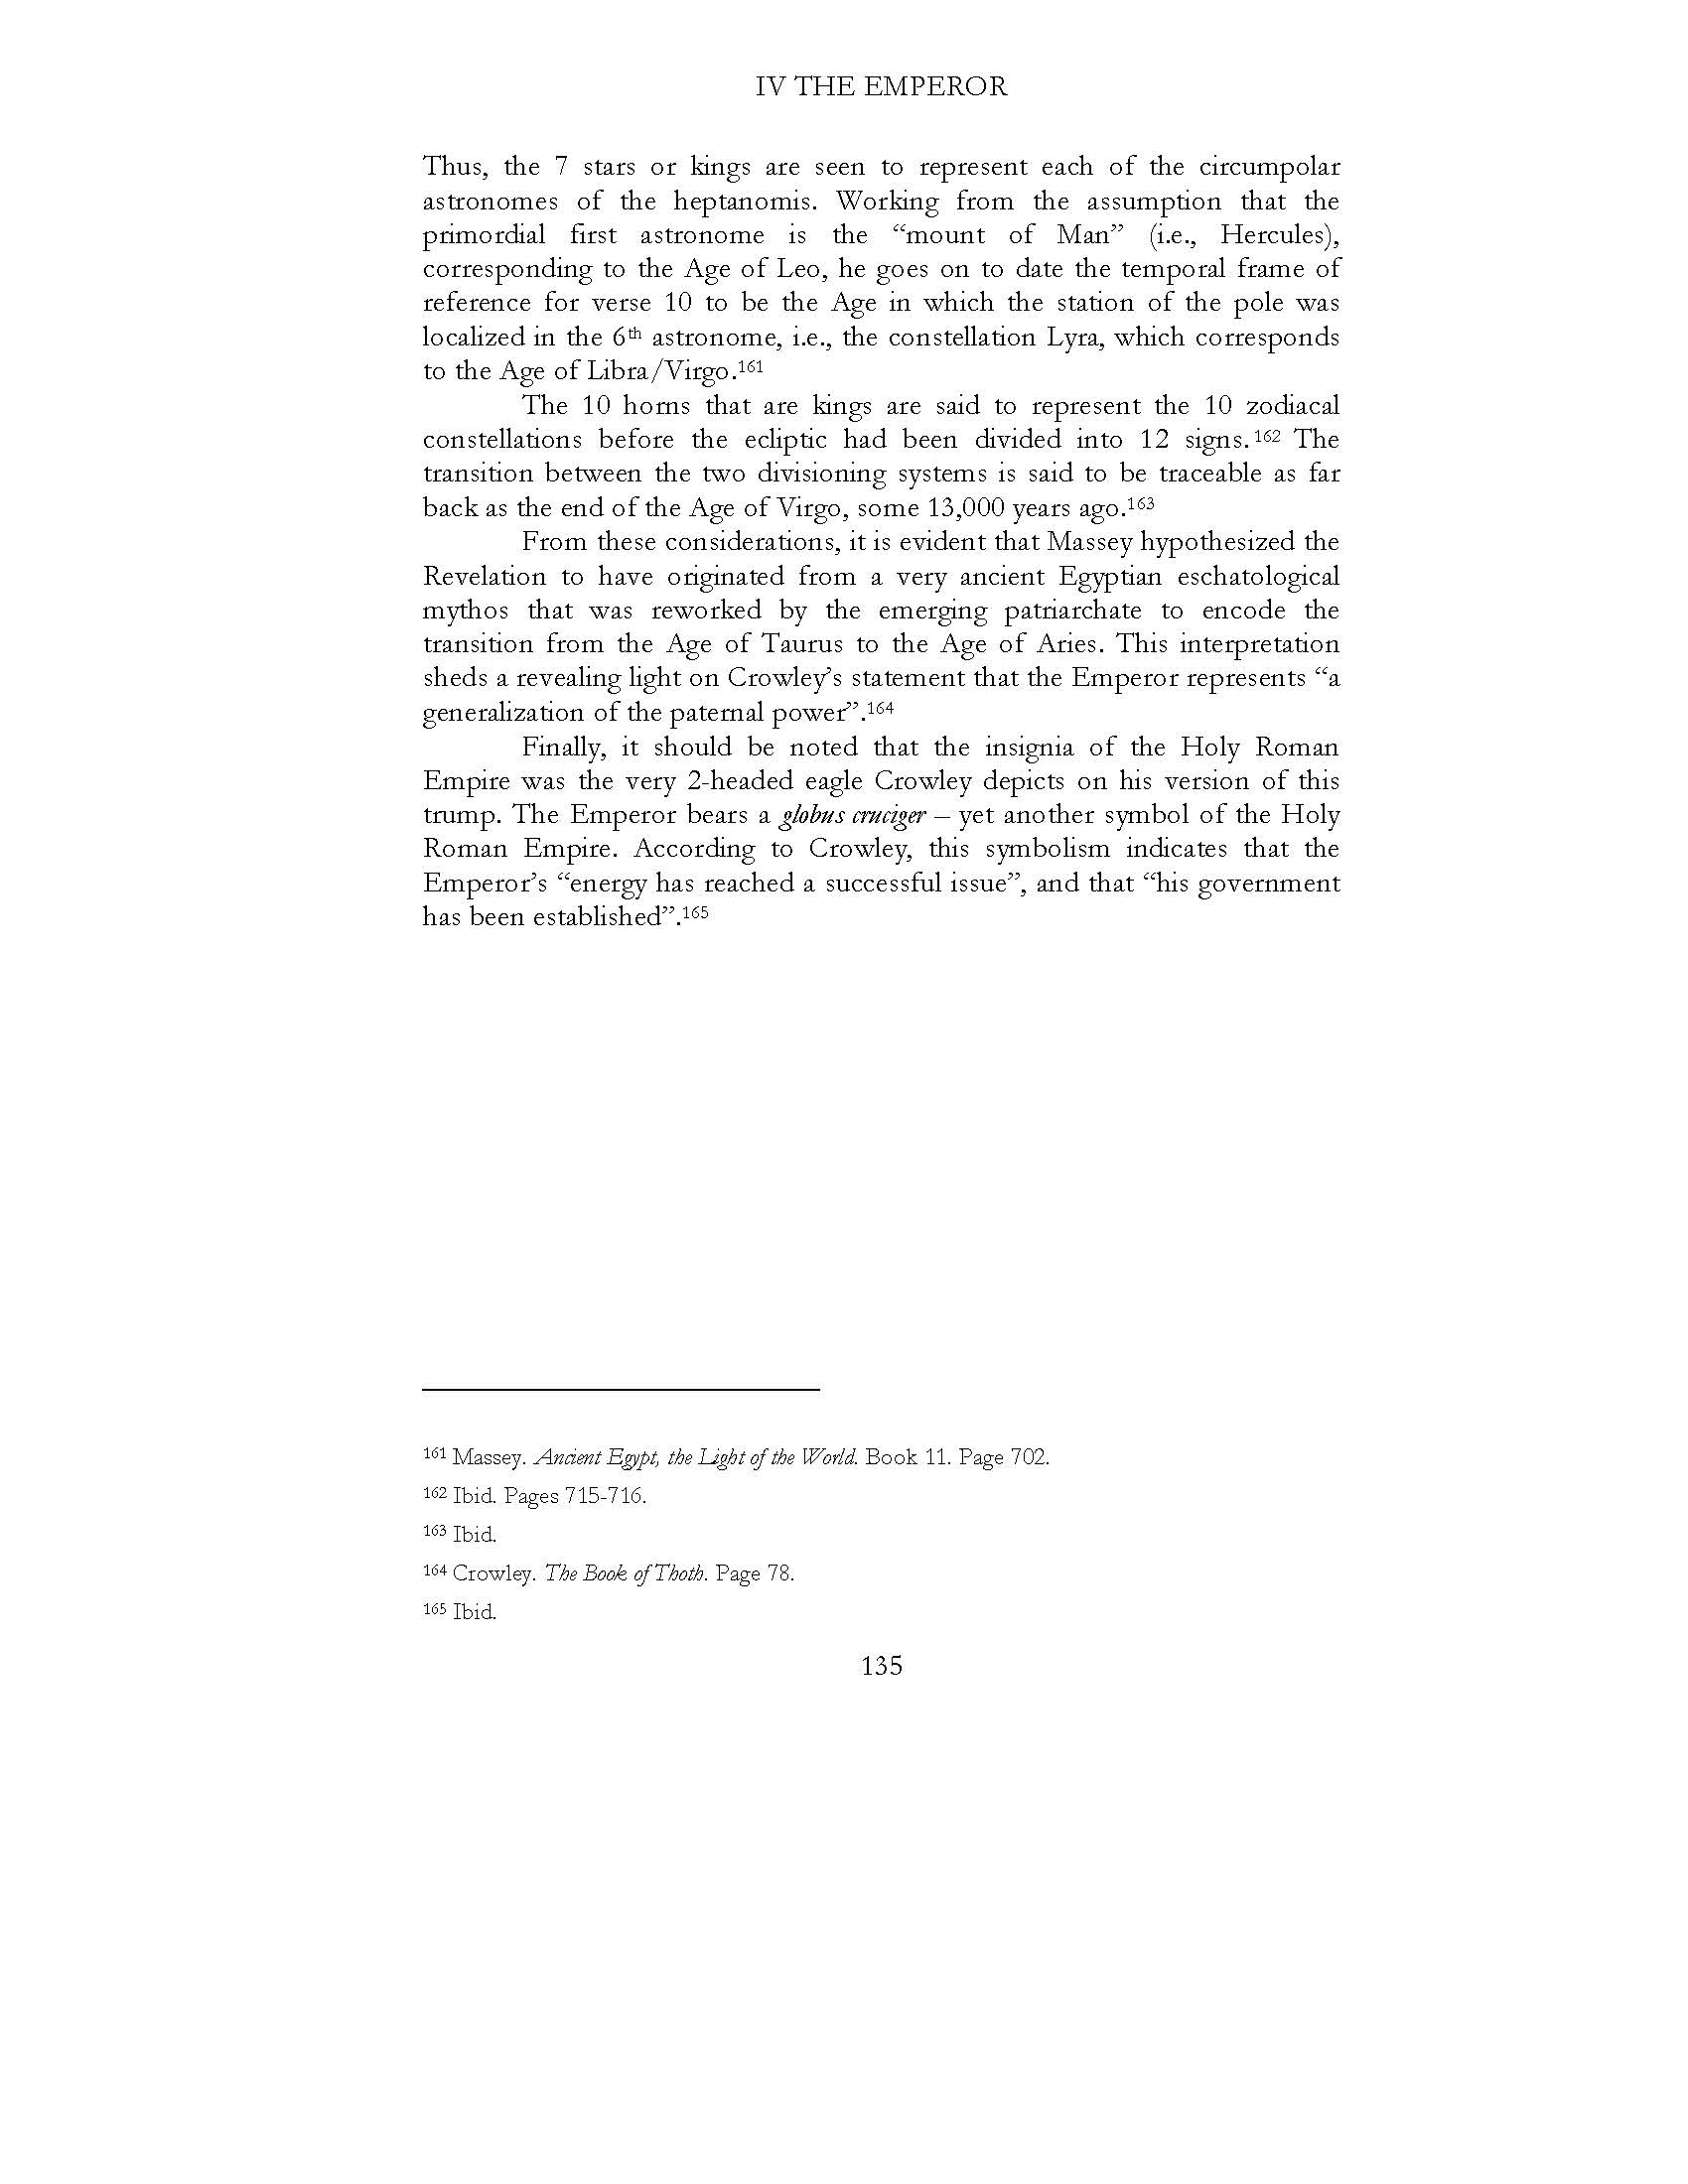 IV THE EMPEROR
Thus, the 7 stars or kings are seen to represent each of the circumpolar
astronomes of the heptanomis. Working from the assumption that the
primordial first astronome is the “mount of Man” (i.e., Hercules),
corresponding to the Age of Leo, he goes on to date the temporal frame of
reference for verse 10 to be the Age in which the station of the pole was
localized in the 6th astronome, i.e., the constellation Lyra, which corresponds
to the Age of Libra/Virgo.161
The 10 horns that are kings are said to represent the 10 zodiacal
constellations before the ecliptic had been divided into 12 signs.162 The
transition between the two divisioning systems is said to be traceable as far
back as the end of the Age of Virgo, some 13,000 years ago.163
From these considerations, it is evident that Massey hypothesized the
Revelation to have originated from a very ancient Egyptian eschatological
mythos that was reworked by the emerging patriarchate to encode the
transition from the Age of Taurus to the Age of Aries. This interpretation
sheds a revealing light on Crowley’s statement that the Emperor represents “a
generalization of the paternal power”.164
Finally, it should be noted that the insignia of the Holy Roman
Empire was the very 2-headed eagle Crowley depicts on his version of this
trump. The Emperor bears a globus cruciger – yet another symbol of the Holy
Roman Empire. According to Crowley, this symbolism indicates that the
Emperor’s “energy has reached a successful issue”, and that “his government
has been established”.165
161 Massey. Ancient Egypt, the Light of the World. Book 11. Page 702.
162 Ibid. Pages 715-716.
163 Ibid.
164 Crowley. The Book of Thoth. Page 78.
165 Ibid.
135